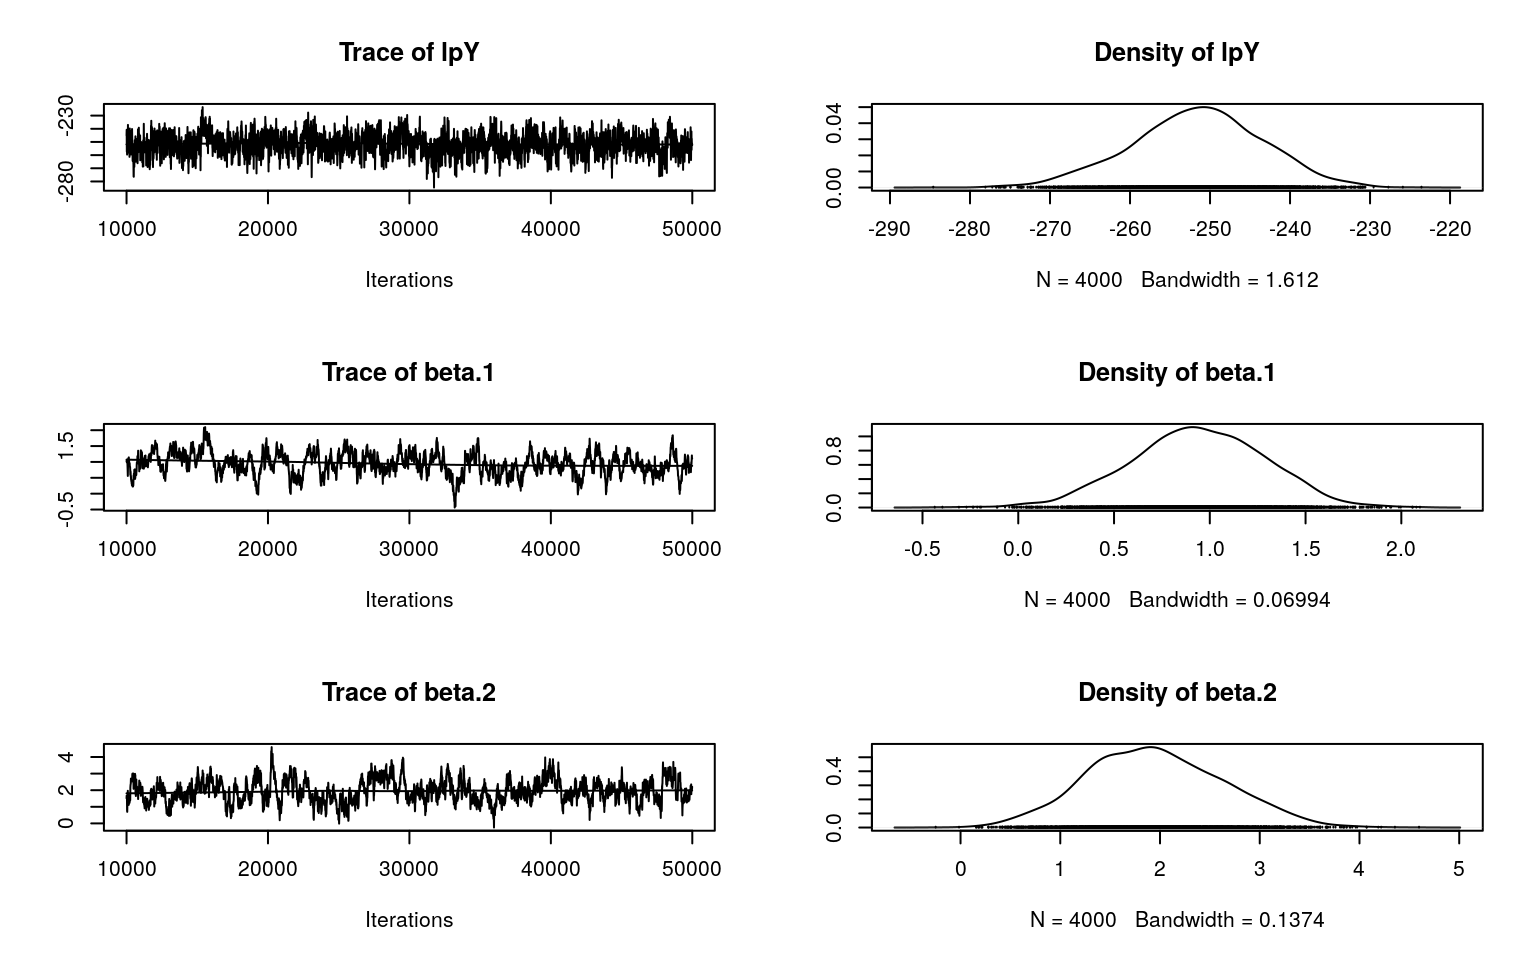 Trace of lpY
-230
-280
10000 20000 30000 40000 50000
Iterations
Density of lpY
0.04
0.00
-290 -280 -270 -260 -250 -240 -230 -220
N = 4000 Bandwidth = 1.612
Trace of beta.1
1.5
-0.5
10000 20000 30000 40000 50000
Iterations
Density of beta.1
0.8
0.0
-0.5 0.0 0.5 1.0 1.5 2.0
N = 4000 Bandwidth = 0.06994
Trace of beta.2
4
2
0
10000 20000 30000 40000 50000
Iterations
Density of beta.2
0.4
0.0
0 1 2 3 4 5
N = 4000 Bandwidth = 0.1374